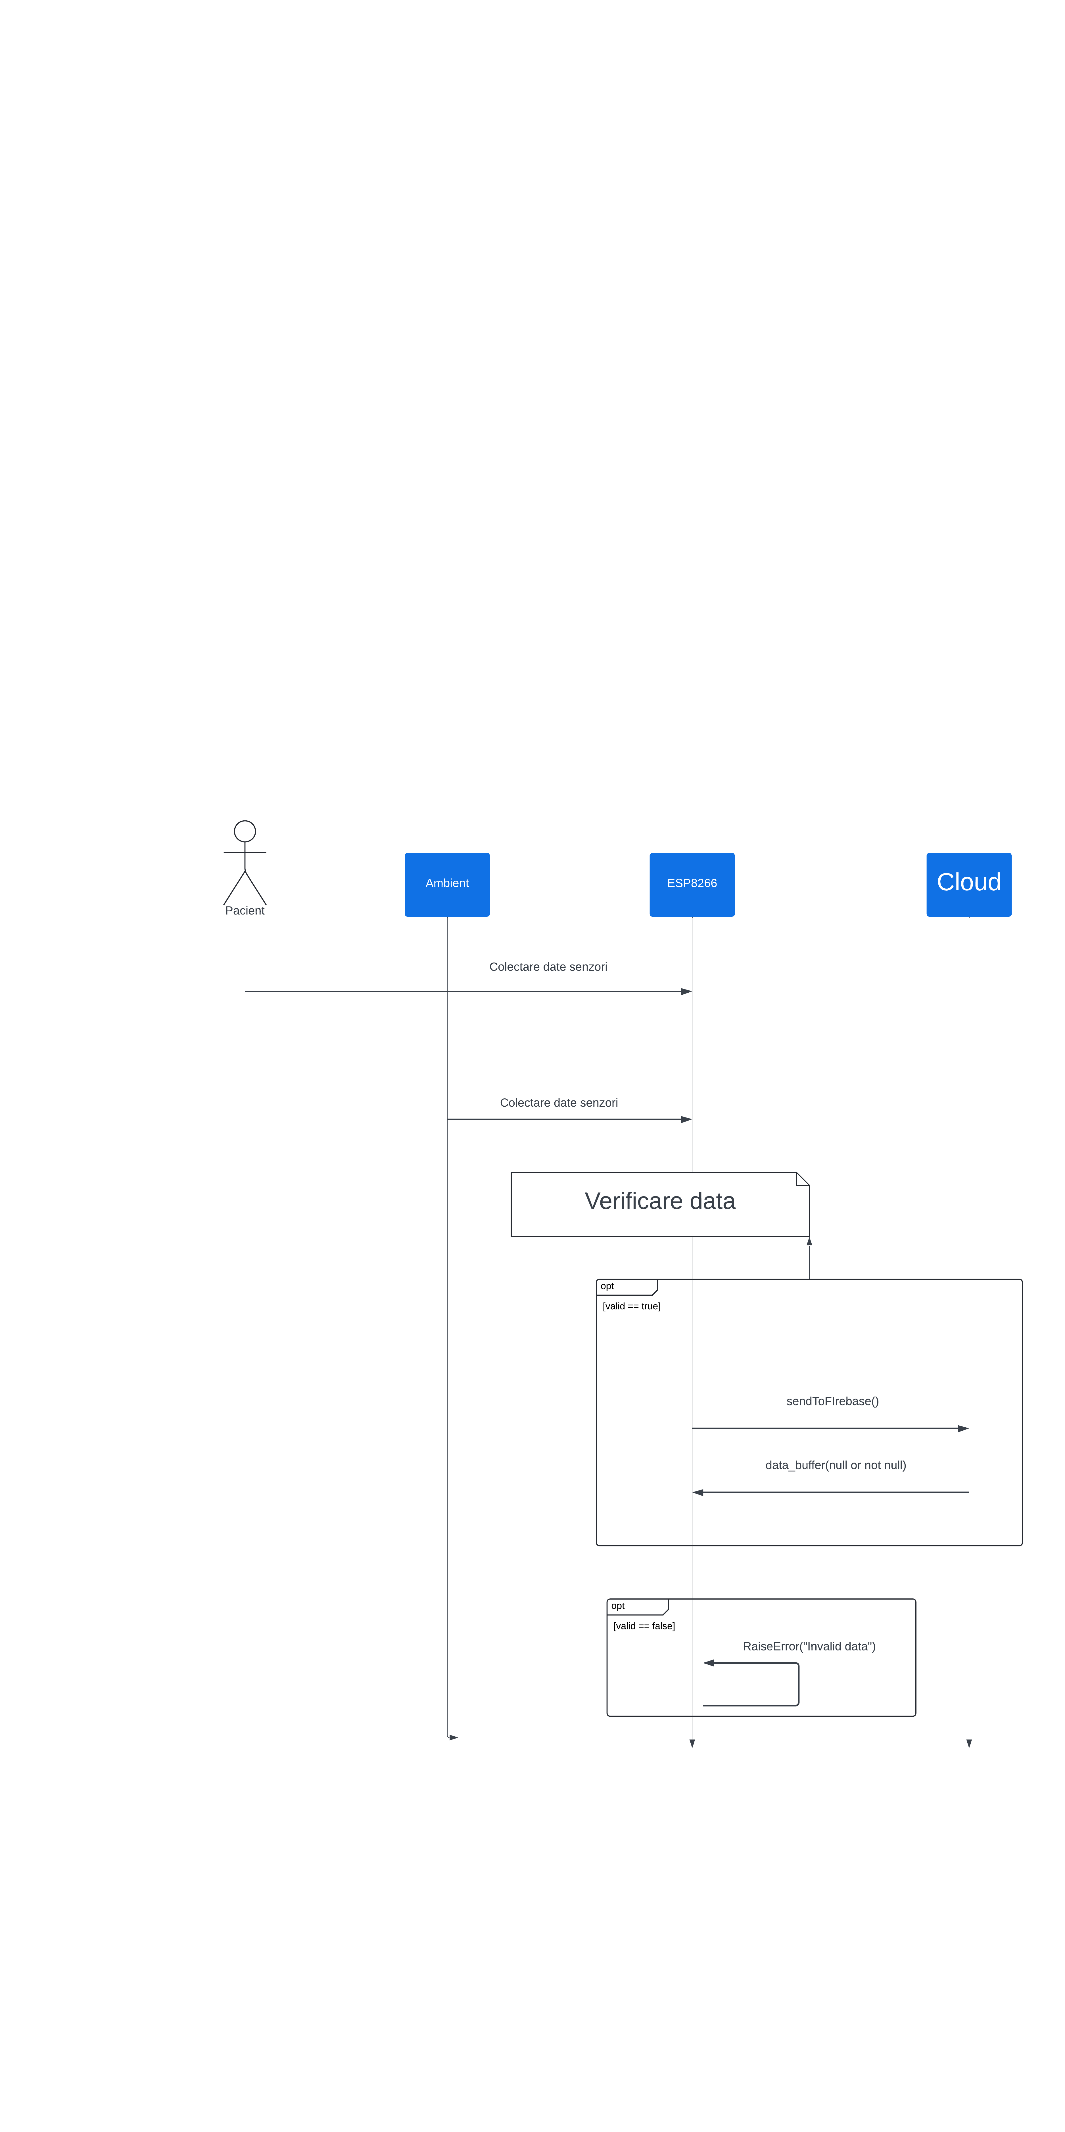 Pacient
Ambient
ESP8266
Cloud
Colectare date senzori
Colectare date senzori
Verificare data
opt
[valid == true]
sendToFIrebase()
data_buffer(null or not null)
opt
[valid == false]
RaiseError("Invalid data")